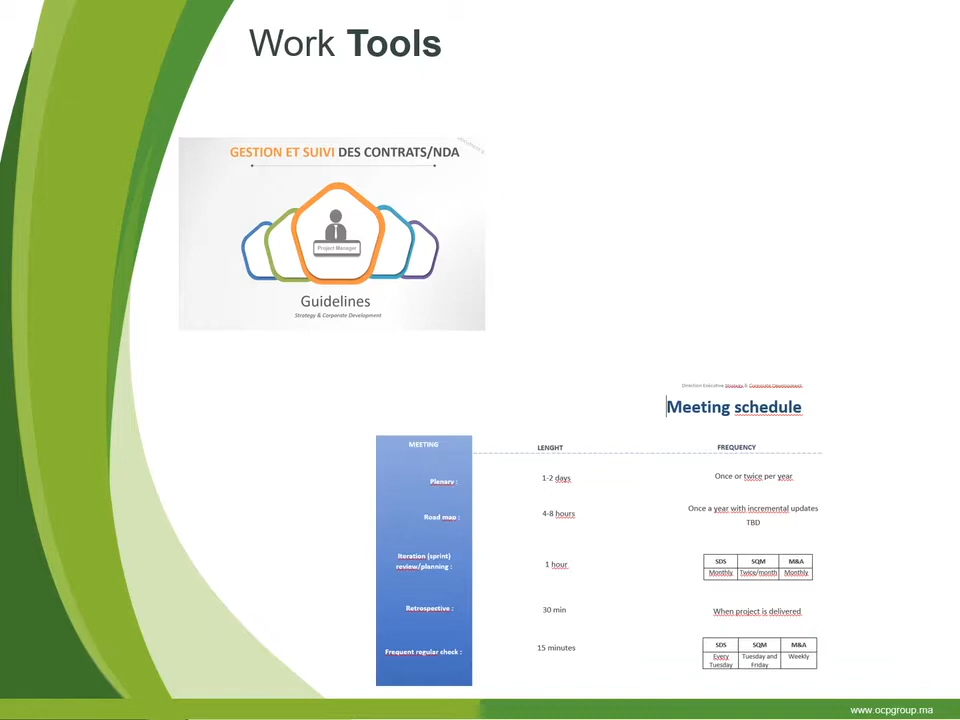 Work Tools
GESTION ET SUIVI DES CONTRATS/NDA
Project Manager
Guidelines
Strategy & Corporate Development
Direction Exécutive Strategy & Corporate Development
Meeting schedule
MEETING LENGHT FREQUENCY
Plenary : 1-2 days Once or twice per year
Road map : 4-8 hours Once a year with incremental updates
TBD
Iteration (sprint)
review/planning : 1 hour
SDS SQM M&A
Monthly Twice/month Monthly
Retrospective : 30 min When project is delivered
Frequent regular check : 15 minutes
SDS SQM M&A
Every Tuesday and Weekly
Tuesday Friday
www.ocpgroup.ma